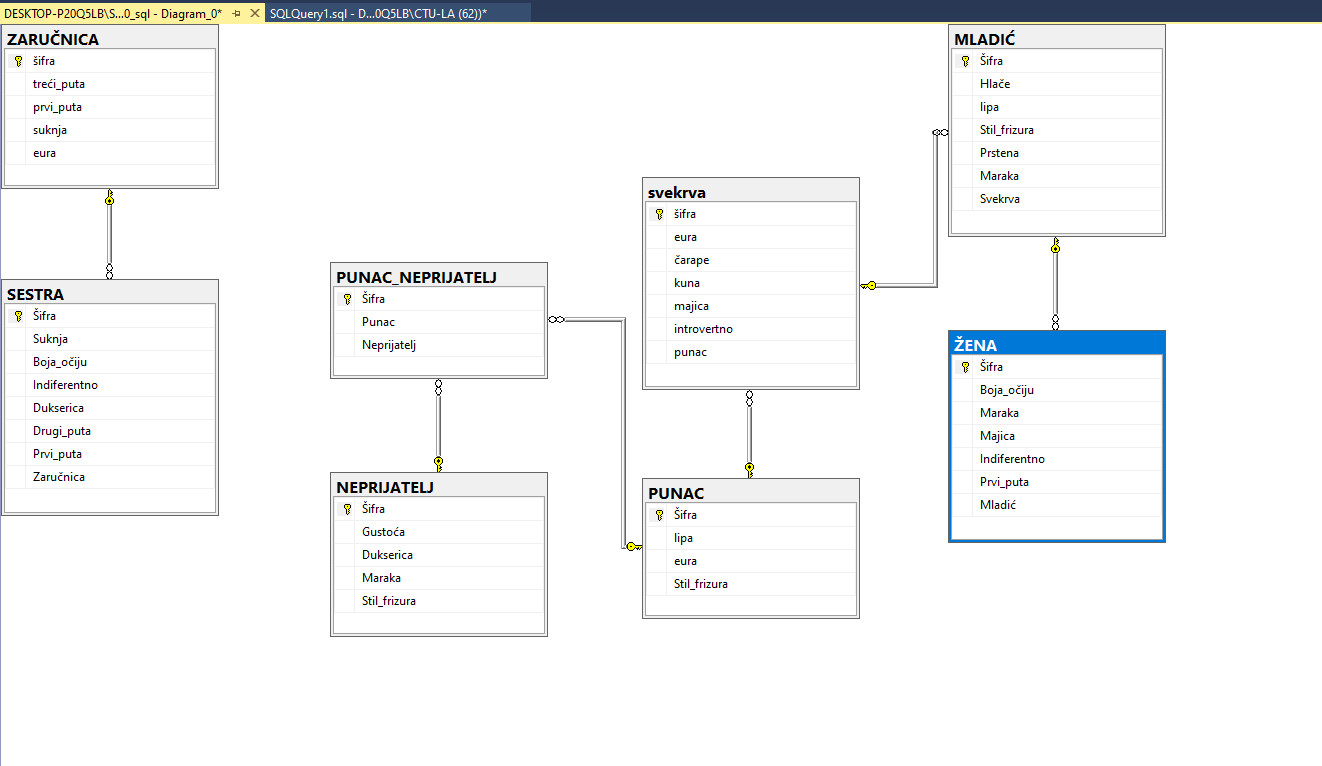 DESKTOP-P20Q5LB\S...0_sql - Diagram_0*
SQLQuery1.sql - D...0Q5LB\CTU-LA (62))*
ZARUČNICA
šifra
treći_puta
prvi_puta
suknja
eura
SESTRA
Šifra
Suknja
Boja_očiju
Indiferentno
Dukserica
Drugi_puta
Prvi_puta
Zaručnica
PUNAC_NEPRIJATELJ
Šifra
Punac
Neprijatelj
NEPRIJATELJ
Šifra
Gustoća
Dukserica
Maraka
Stil_frizura
svekrva
šifra
eura
čarape
kuna
majica
introvertno
punac
PUNAC
Šifra
lipa
eura
Stil_frizura
MLADIĆ
Šifra
Hlače
lipa
Stil_frizura
Prstena
Maraka
Svekrva
ŽENA
Šifra
Boja_očiju
Maraka
Majica
Indiferentno
Prvi_puta
Mladić